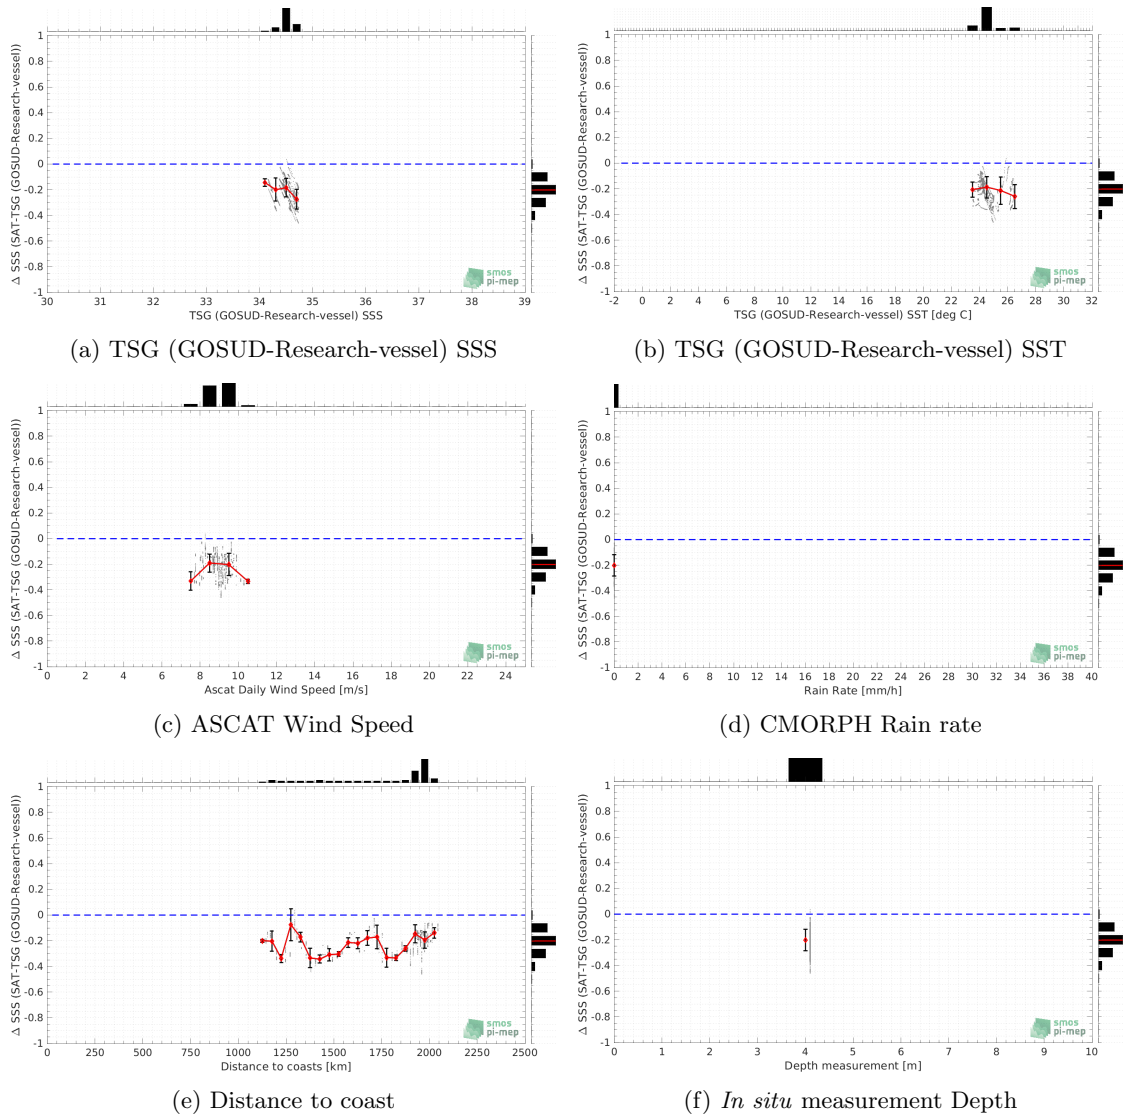 Δ SSS (SAT-TSG (GOSUD-Research-vessel))
1
0.8
0.6
0.4
0.2
0
-0.2
-0.4
-0.6
-0.8
-1
30 31 32 33 34 35 36 37 38 39
TSG (GOSUD-Research-vessel) SSS
smos
pi-mep
(a) TSG (GOSUD-Research-vessel) SSS
Δ SSS (SAT-TSG (GOSUD-Research-vessel))
1
0.8
0.6
0.4
0.2
0
-0.2
-0.4
-0.6
-0.8
-1
-2 0 2 4 6 8 10 12 14 16 18 20 22 24 26 28 30 32
TSG (GOSUD-Research-vessel) SST [deg C]
smos
pi-mep
(b) TSG (GOSUD-Research-vessel) SST
Δ SSS (SAT-TSG (GOSUD-Research-vessel))
1
0.8
0.6
0.4
0.2
0
-0.2
-0.4
-0.6
-0.8
-1
0 2 4 6 8 10 12 14 16 18 20 22 24
Ascat Daily Wind Speed [m/s]
smos
pi-mep
(c) ASCAT Wind Speed
Δ SSS (SAT-TSG (GOSUD-Research-vessel))
1
0.8
0.6
0.4
0.2
0
-0.2
-0.4
-0.6
-0.8
-1
0 2 4 6 8 10 12 14 16 18 20 22 24 26 28 30 32 34 36 38 40
Rain Rate [mm/h]
smos
pi-mep
(d) CMORPH Rain rate
Δ SSS (SAT-TSG (GOSUD-Research-vessel))
1
0.8
0.6
0.4
0.2
0
-0.2
-0.4
-0.6
-0.8
-1
0 250 500 750 1000 1250 1500 1750 2000 2250 2500
Distance to coasts [km]
smos
pi-mep
(e) Distance to coast
Δ SSS (SAT-TSG (GOSUD-Research-vessel))
1
0.8
0.6
0.4
0.2
0
-0.2
-0.4
-0.6
-0.8
-1
0 1 2 3 4 5 6 7 8 9 10
Depth measurement [m]
smos
pi-mep
(f) In situ measurement Depth